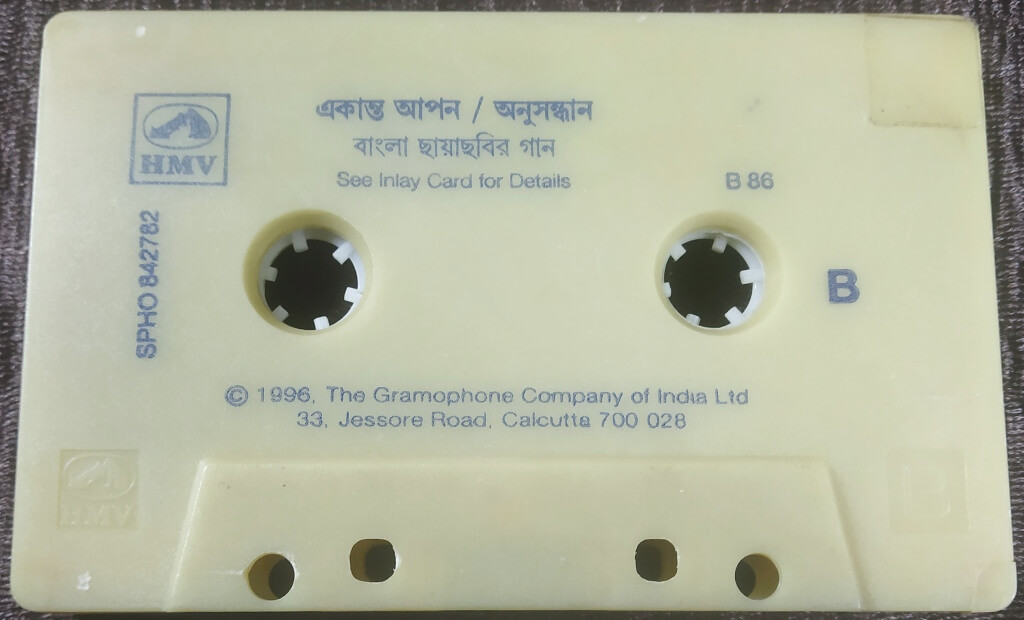 একান্ত আপন / অনুসন্ধান
বাংলা ছায়াছবির গান
See Inlay Card for Details
B 86
HMV
SPHO 842782
B
© 1996, The Gramophone Company of India Ltd
33, Jessore Road, Calcutta 700 028
HMV